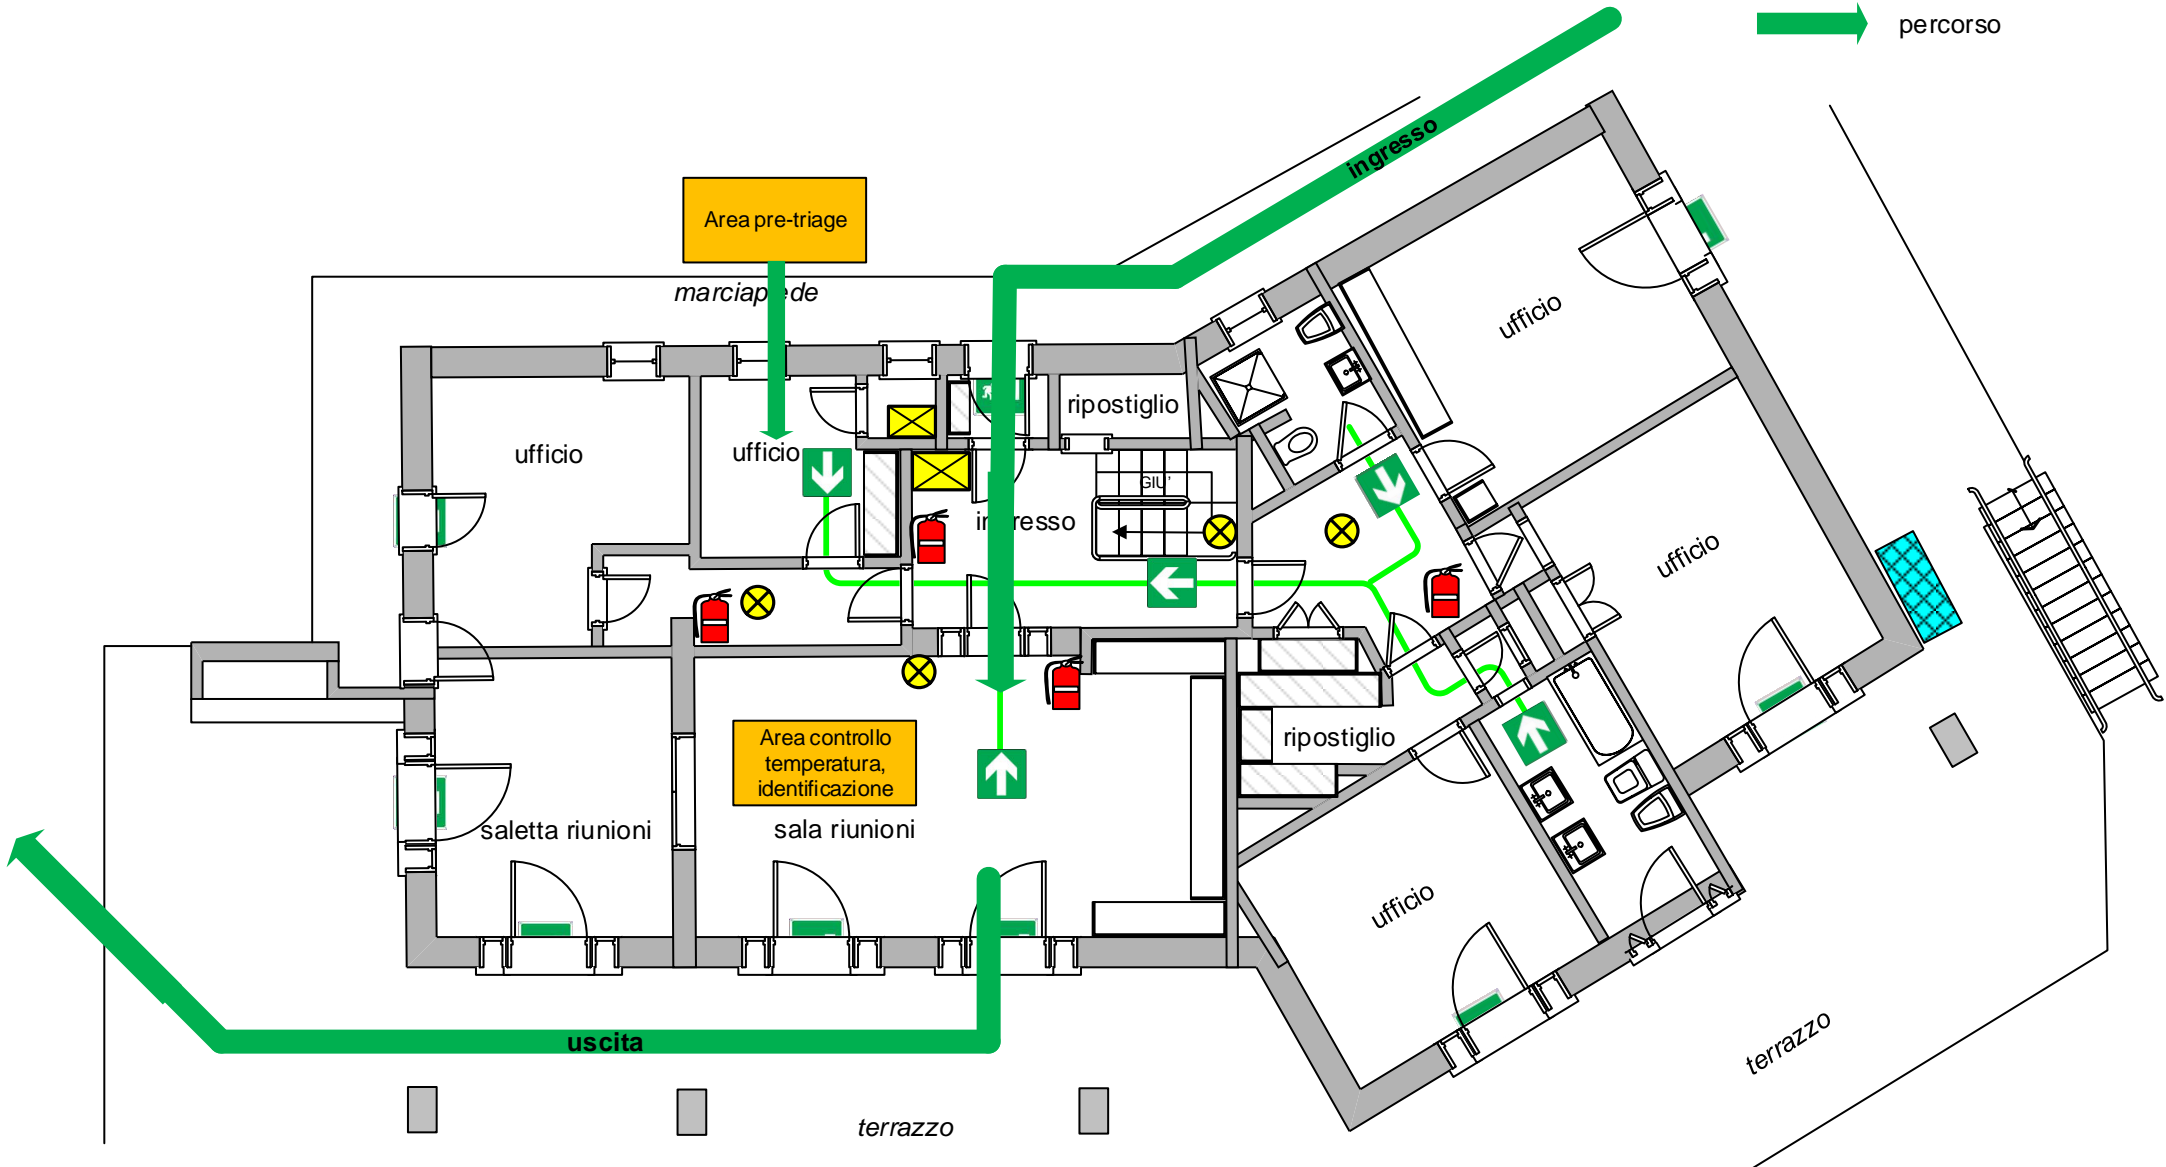 percorso
ingresso
Area pre-triage
marciapiede
ufficio
ufficio
ufficio
ripostiglio
GIU'
ingresso
ufficio
Area controllo
temperatura,
identificazione
ripostiglio
saletta riunioni
sala riunioni
ufficio
uscita
terrazzo
terrazzo